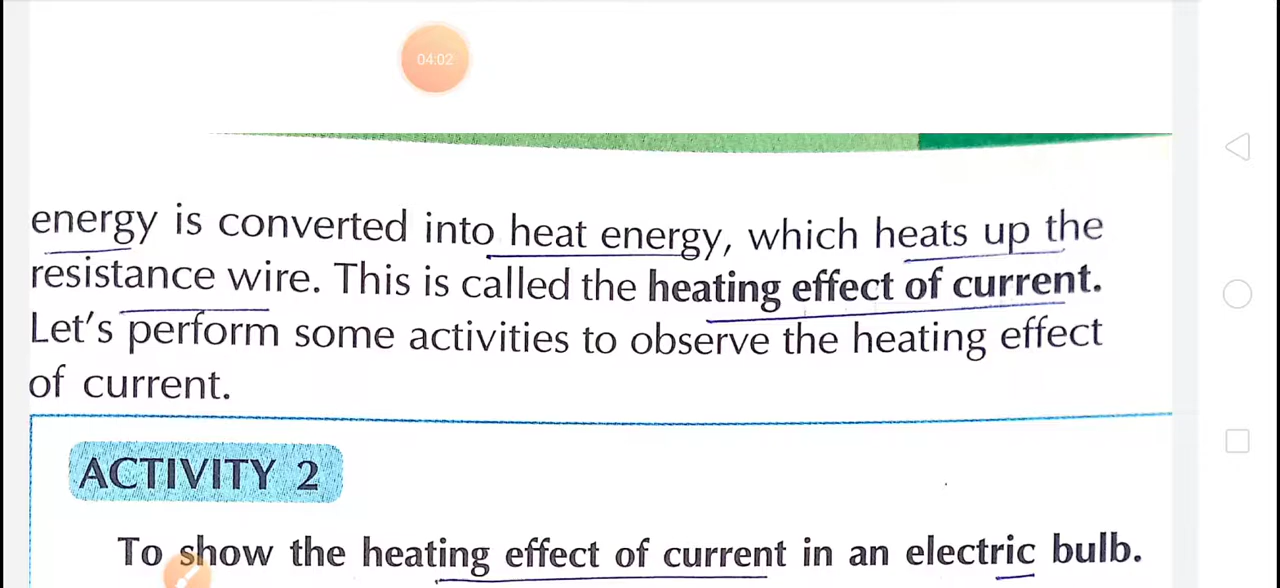 04:02
energy is converted into heat energy, which heats up the
resistance wire. This is called the heating effect of current.
Let's perform some activities to observe the heating effect
of current.
ACTIVITY 2
To show the heating effect of current in an electric bulb.